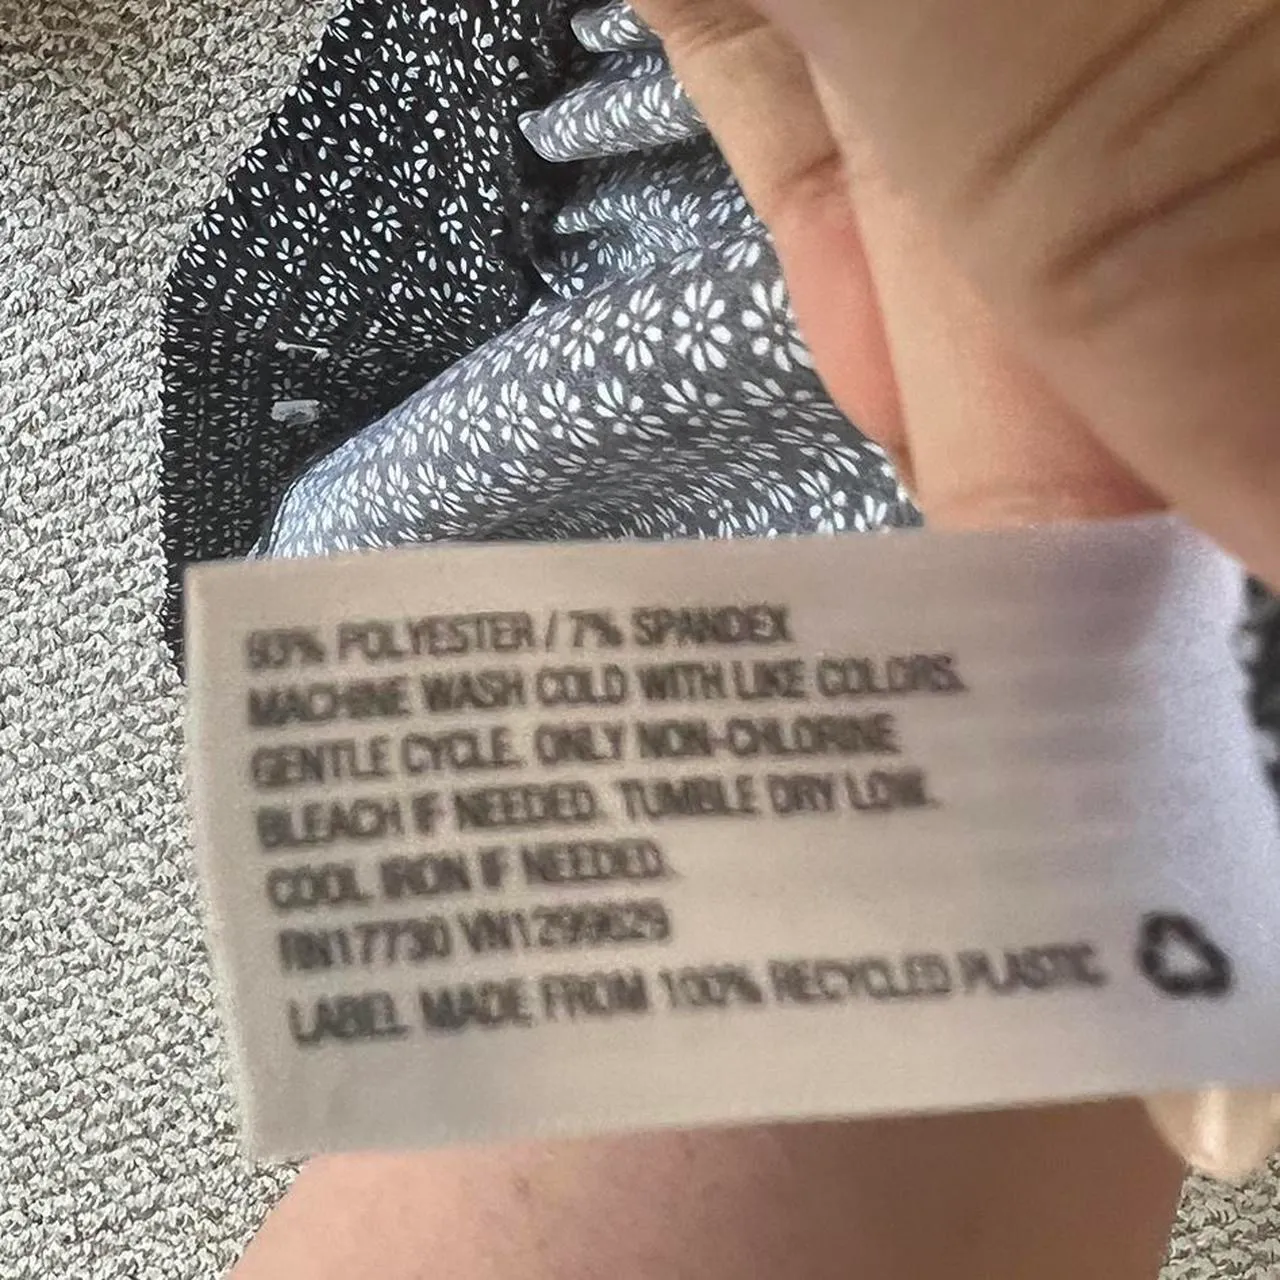 93% POLYESTER / 7% SPANDEX
MACHINE WASH COLD WITH LIKE COLORS.
GENTLE CYCLE. ONLY NON-CHLORINE
BLEACH IF NEEDED. TUMBLE DRY LOW.
COOL IRON IF NEEDED.
RN17730
LABEL MADE FROM 100% RECYCLED PLASTIC